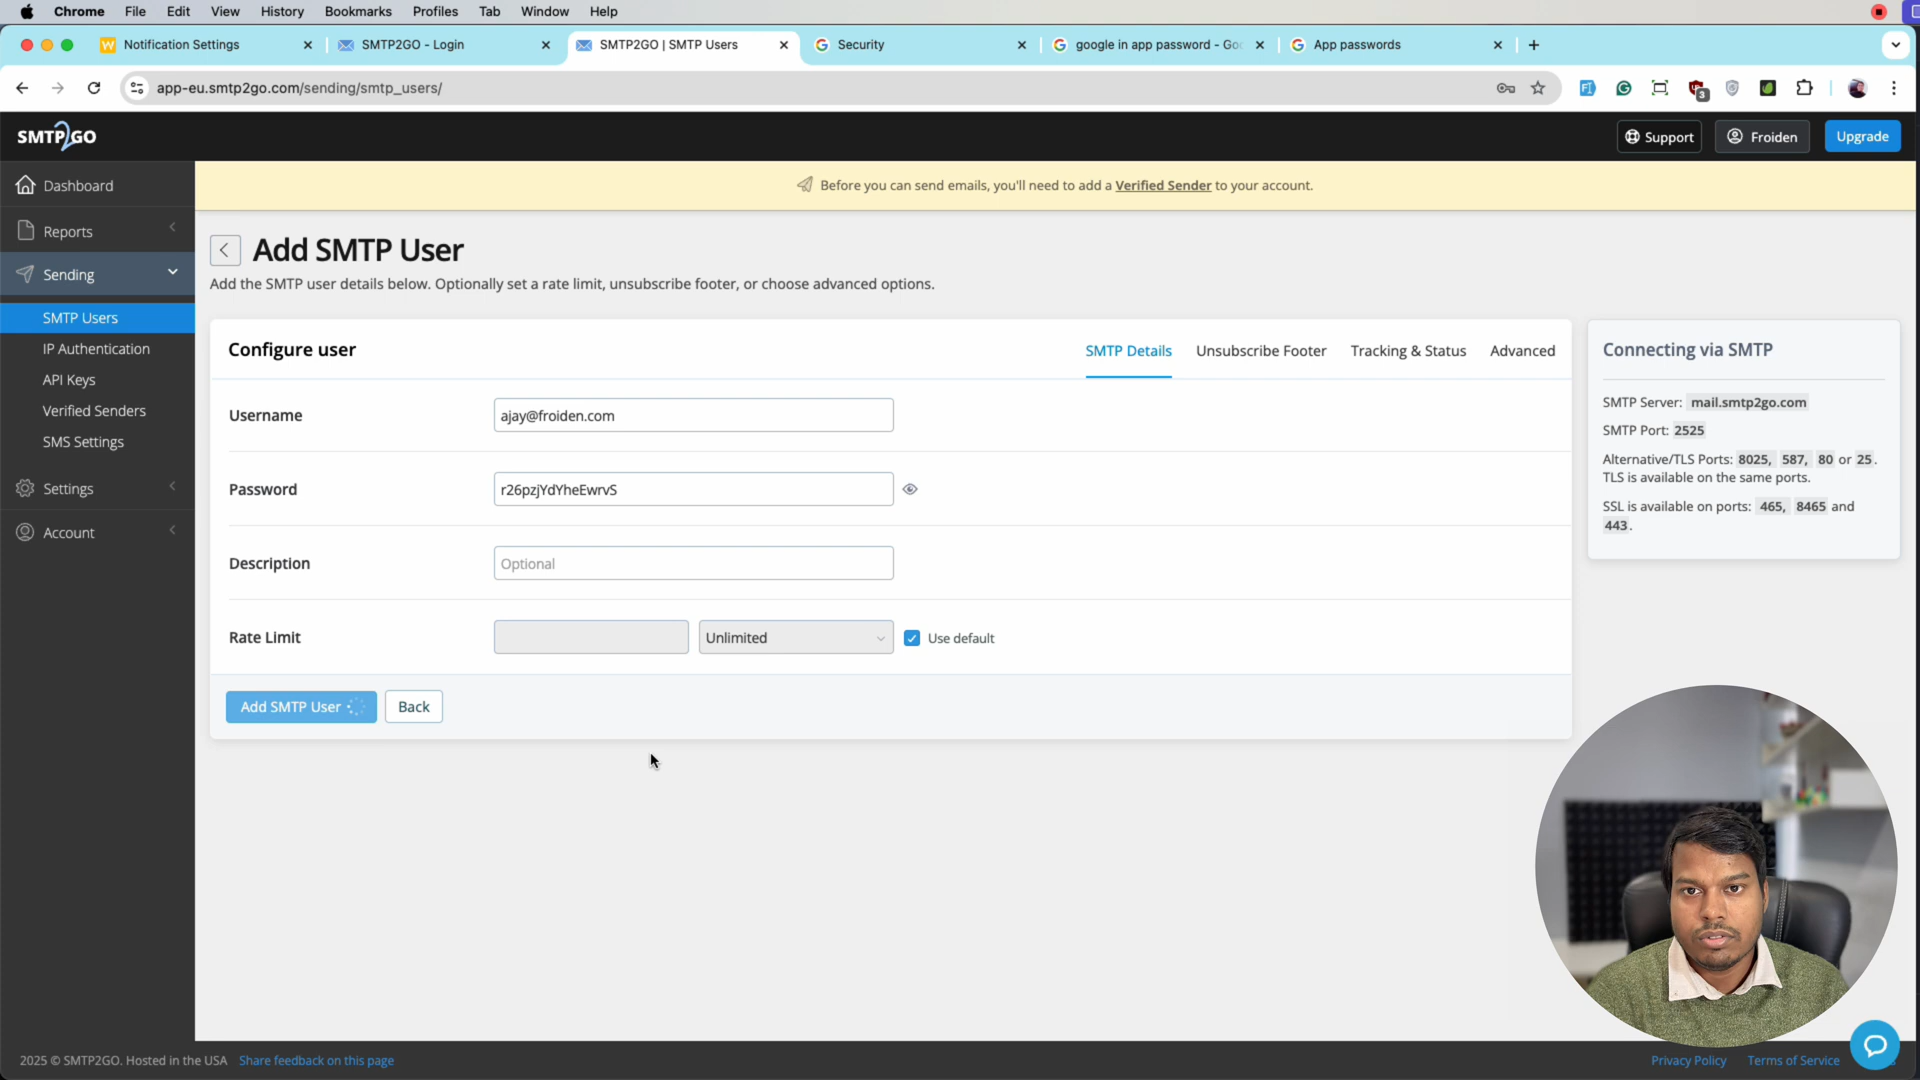 Chrome File Edit View History Bookmarks Profiles Tab Window Help
Notification Settings
SMTP2GO - Login
SMTP2GO | SMTP Users
Security
google in app password - Go
App passwords
app-eu.smtp2go.com/sending/smtp_users/
3
SMTP2GO
Support
Froiden
Upgrade
Dashboard
Reports
Sending
SMTP Users
IP Authentication
API Keys
Verified Senders
SMS Settings
Settings
Account
Before you can send emails, you'll need to add a Verified Sender to your account.
Add SMTP User
Add the SMTP user details below. Optionally set a rate limit, unsubscribe footer, or choose advanced options.
Configure user
SMTP Details
Unsubscribe Footer
Tracking & Status
Advanced
Username
ajay@froiden.com
Password
r26pzjYdYheEwrvS
Description
Optional
Rate Limit
Unlimited
Use default
Add SMTP User
Back
Connecting via SMTP
SMTP Server: mail.smtp2go.com
SMTP Port: 2525
Alternative/TLS Ports: 8025, 587, 80 or 25.
TLS is available on the same ports.
SSL is available on ports: 465, 8465 and
443.
2025 © SMTP2GO. Hosted in the USA
Share feedback on this page
Privacy Policy
Terms of Service